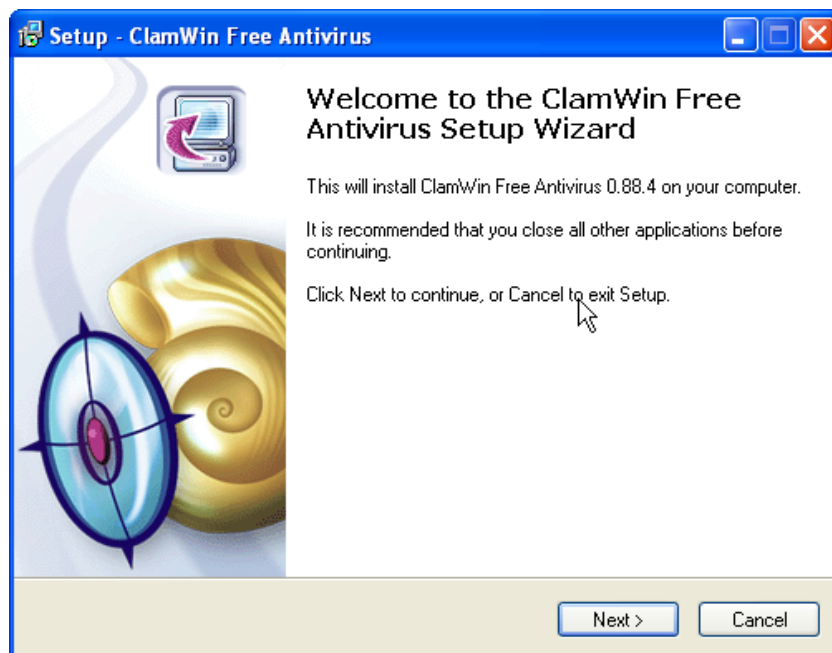 Setup - ClamWin Free Antivirus
Welcome to the ClamWin Free
Antivirus Setup Wizard
This will install ClamWin Free Antivirus 0.88.4 on your computer.
It is recommended that you close all other applications before
continuing.
Click Next to continue, or Cancel to exit Setup.
Next >
Cancel